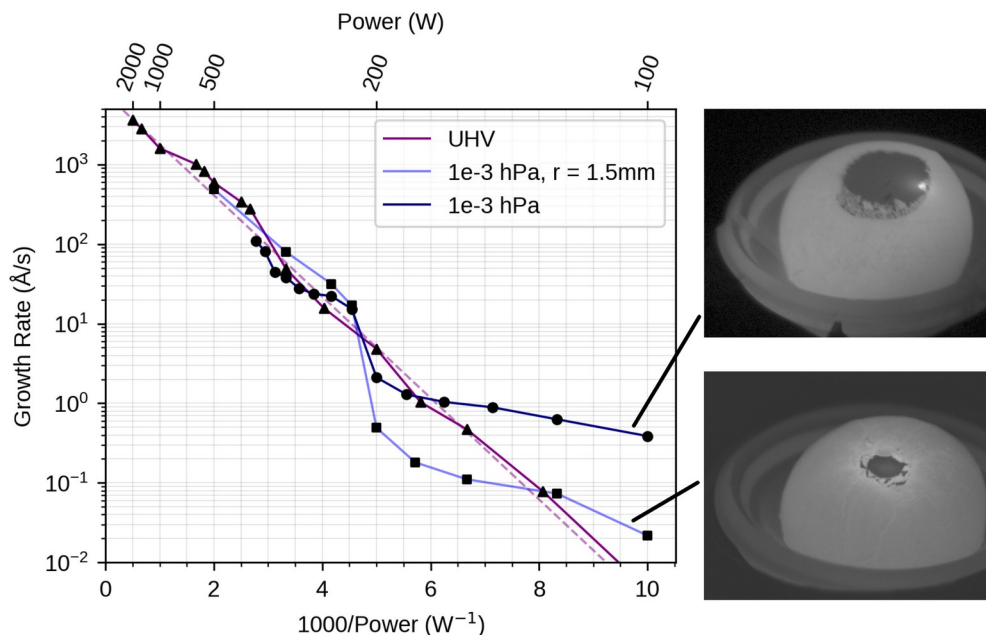 Power (W)
2000 1000 500 200 100
UHV
1e-3 hPa, r = 1.5mm
1e-3 hPa
Growth Rate (Å/s)
10³
10²
10¹
10⁰
10⁻¹
10⁻²
0 2 4 6 8 10
1000/Power (W⁻¹)